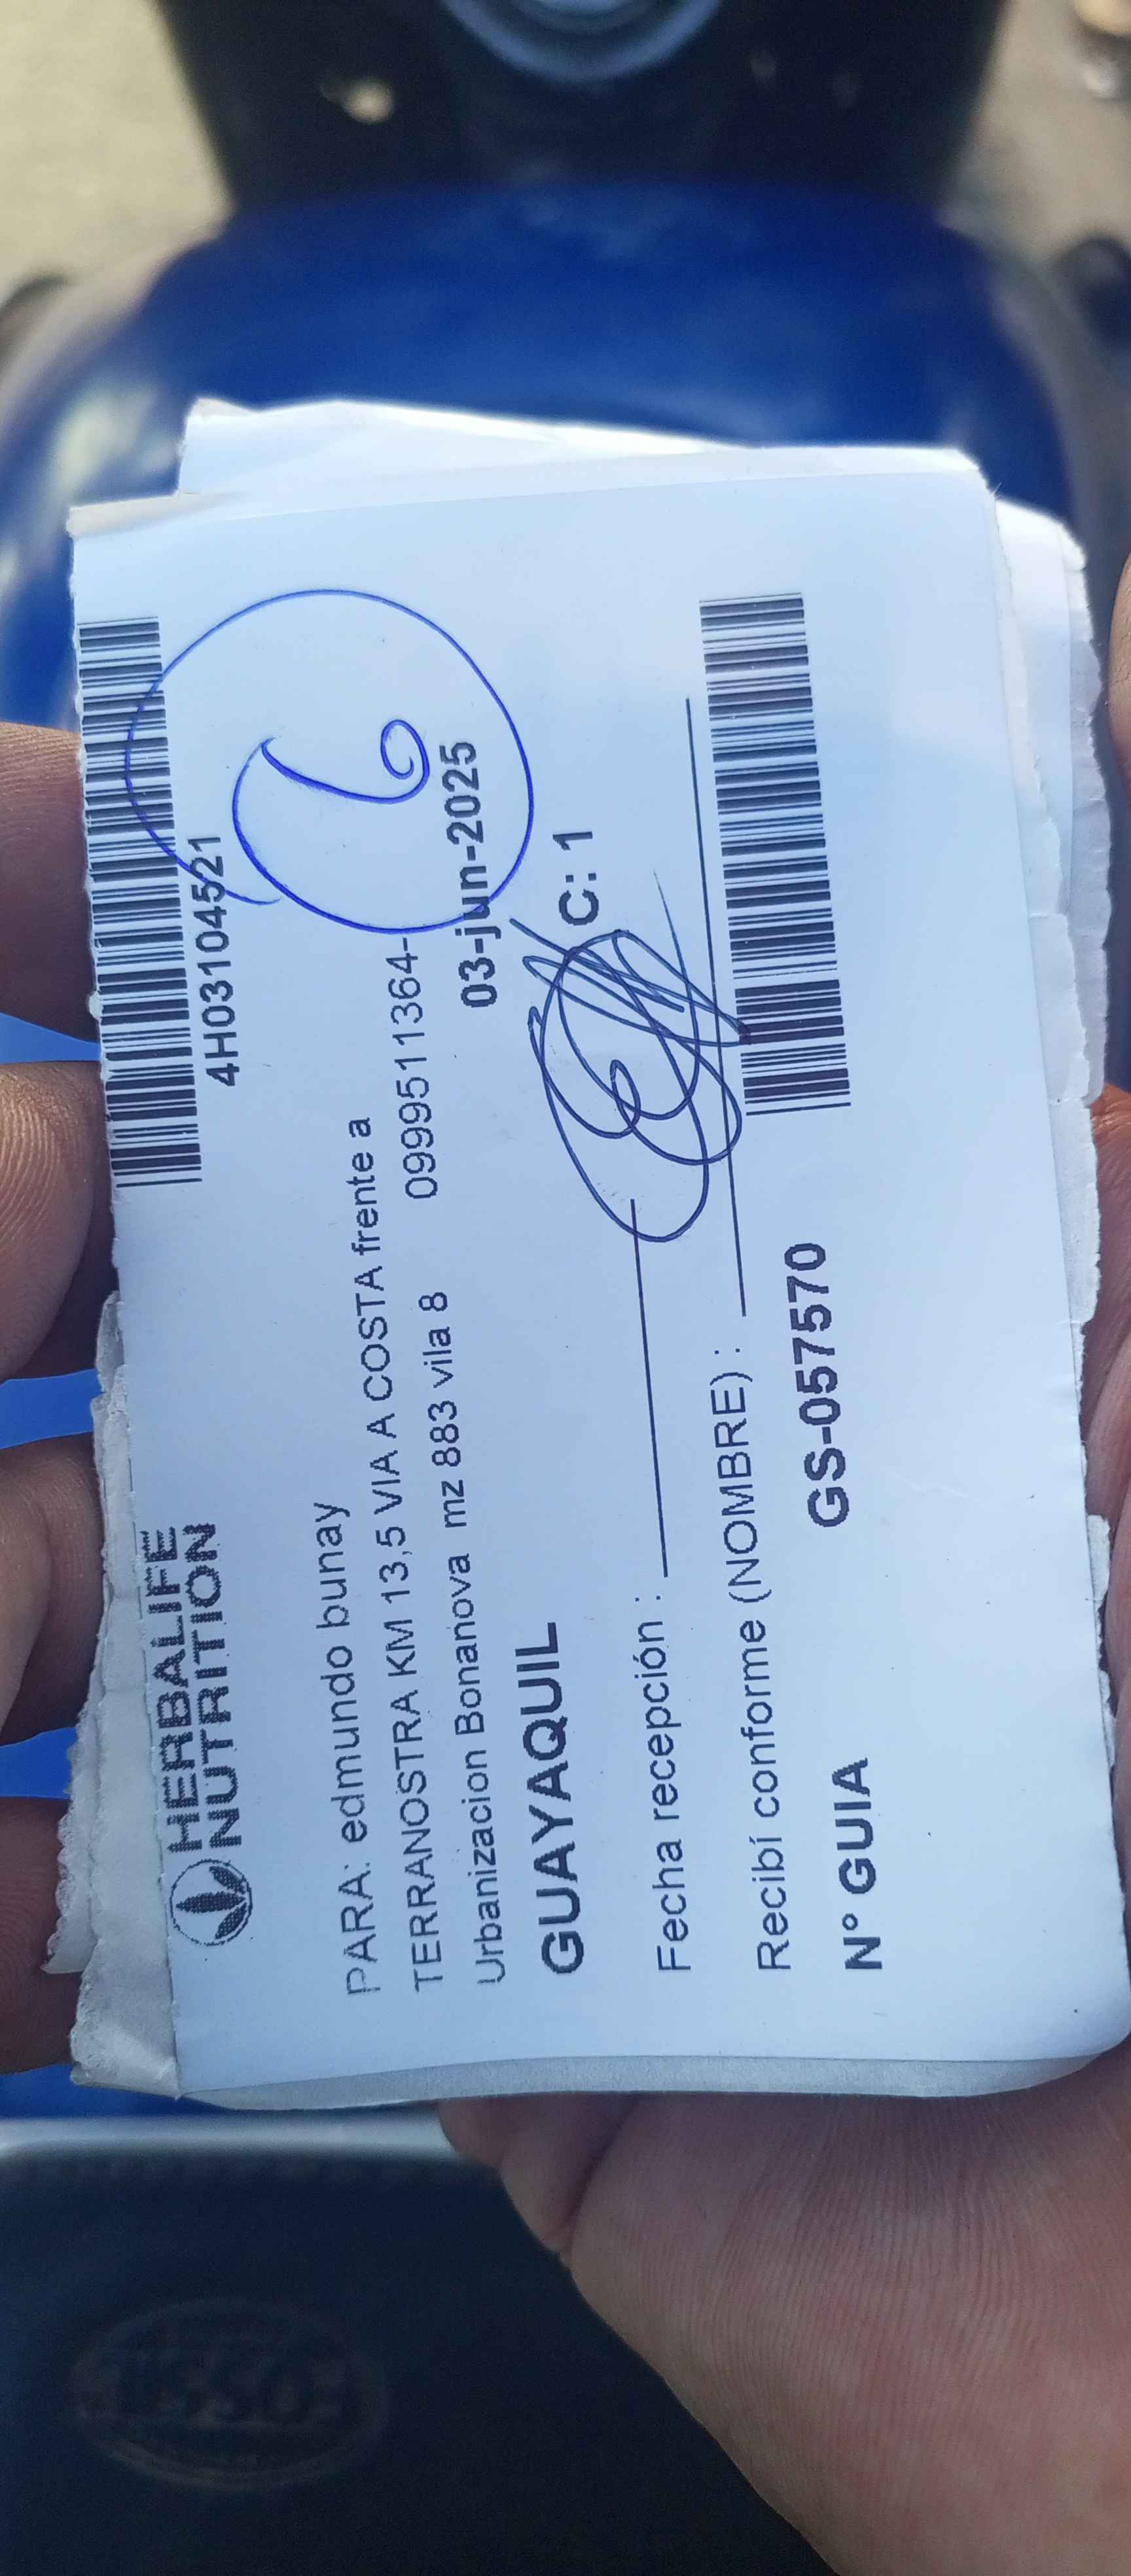 HERBALIFE
NUTRITION
4H03104521
PARA: edmundo bunay
TERRANOSTRA KM 13,5 VIA A COSTA frente a
Urbanizacion Bonanova mz 883 vila 8 0999511364-
03-jun-2025
GUAYAQUIL
C: 1
Fecha recepción :
Recibí conforme (NOMBRE) :
N° GUIA GS-057570